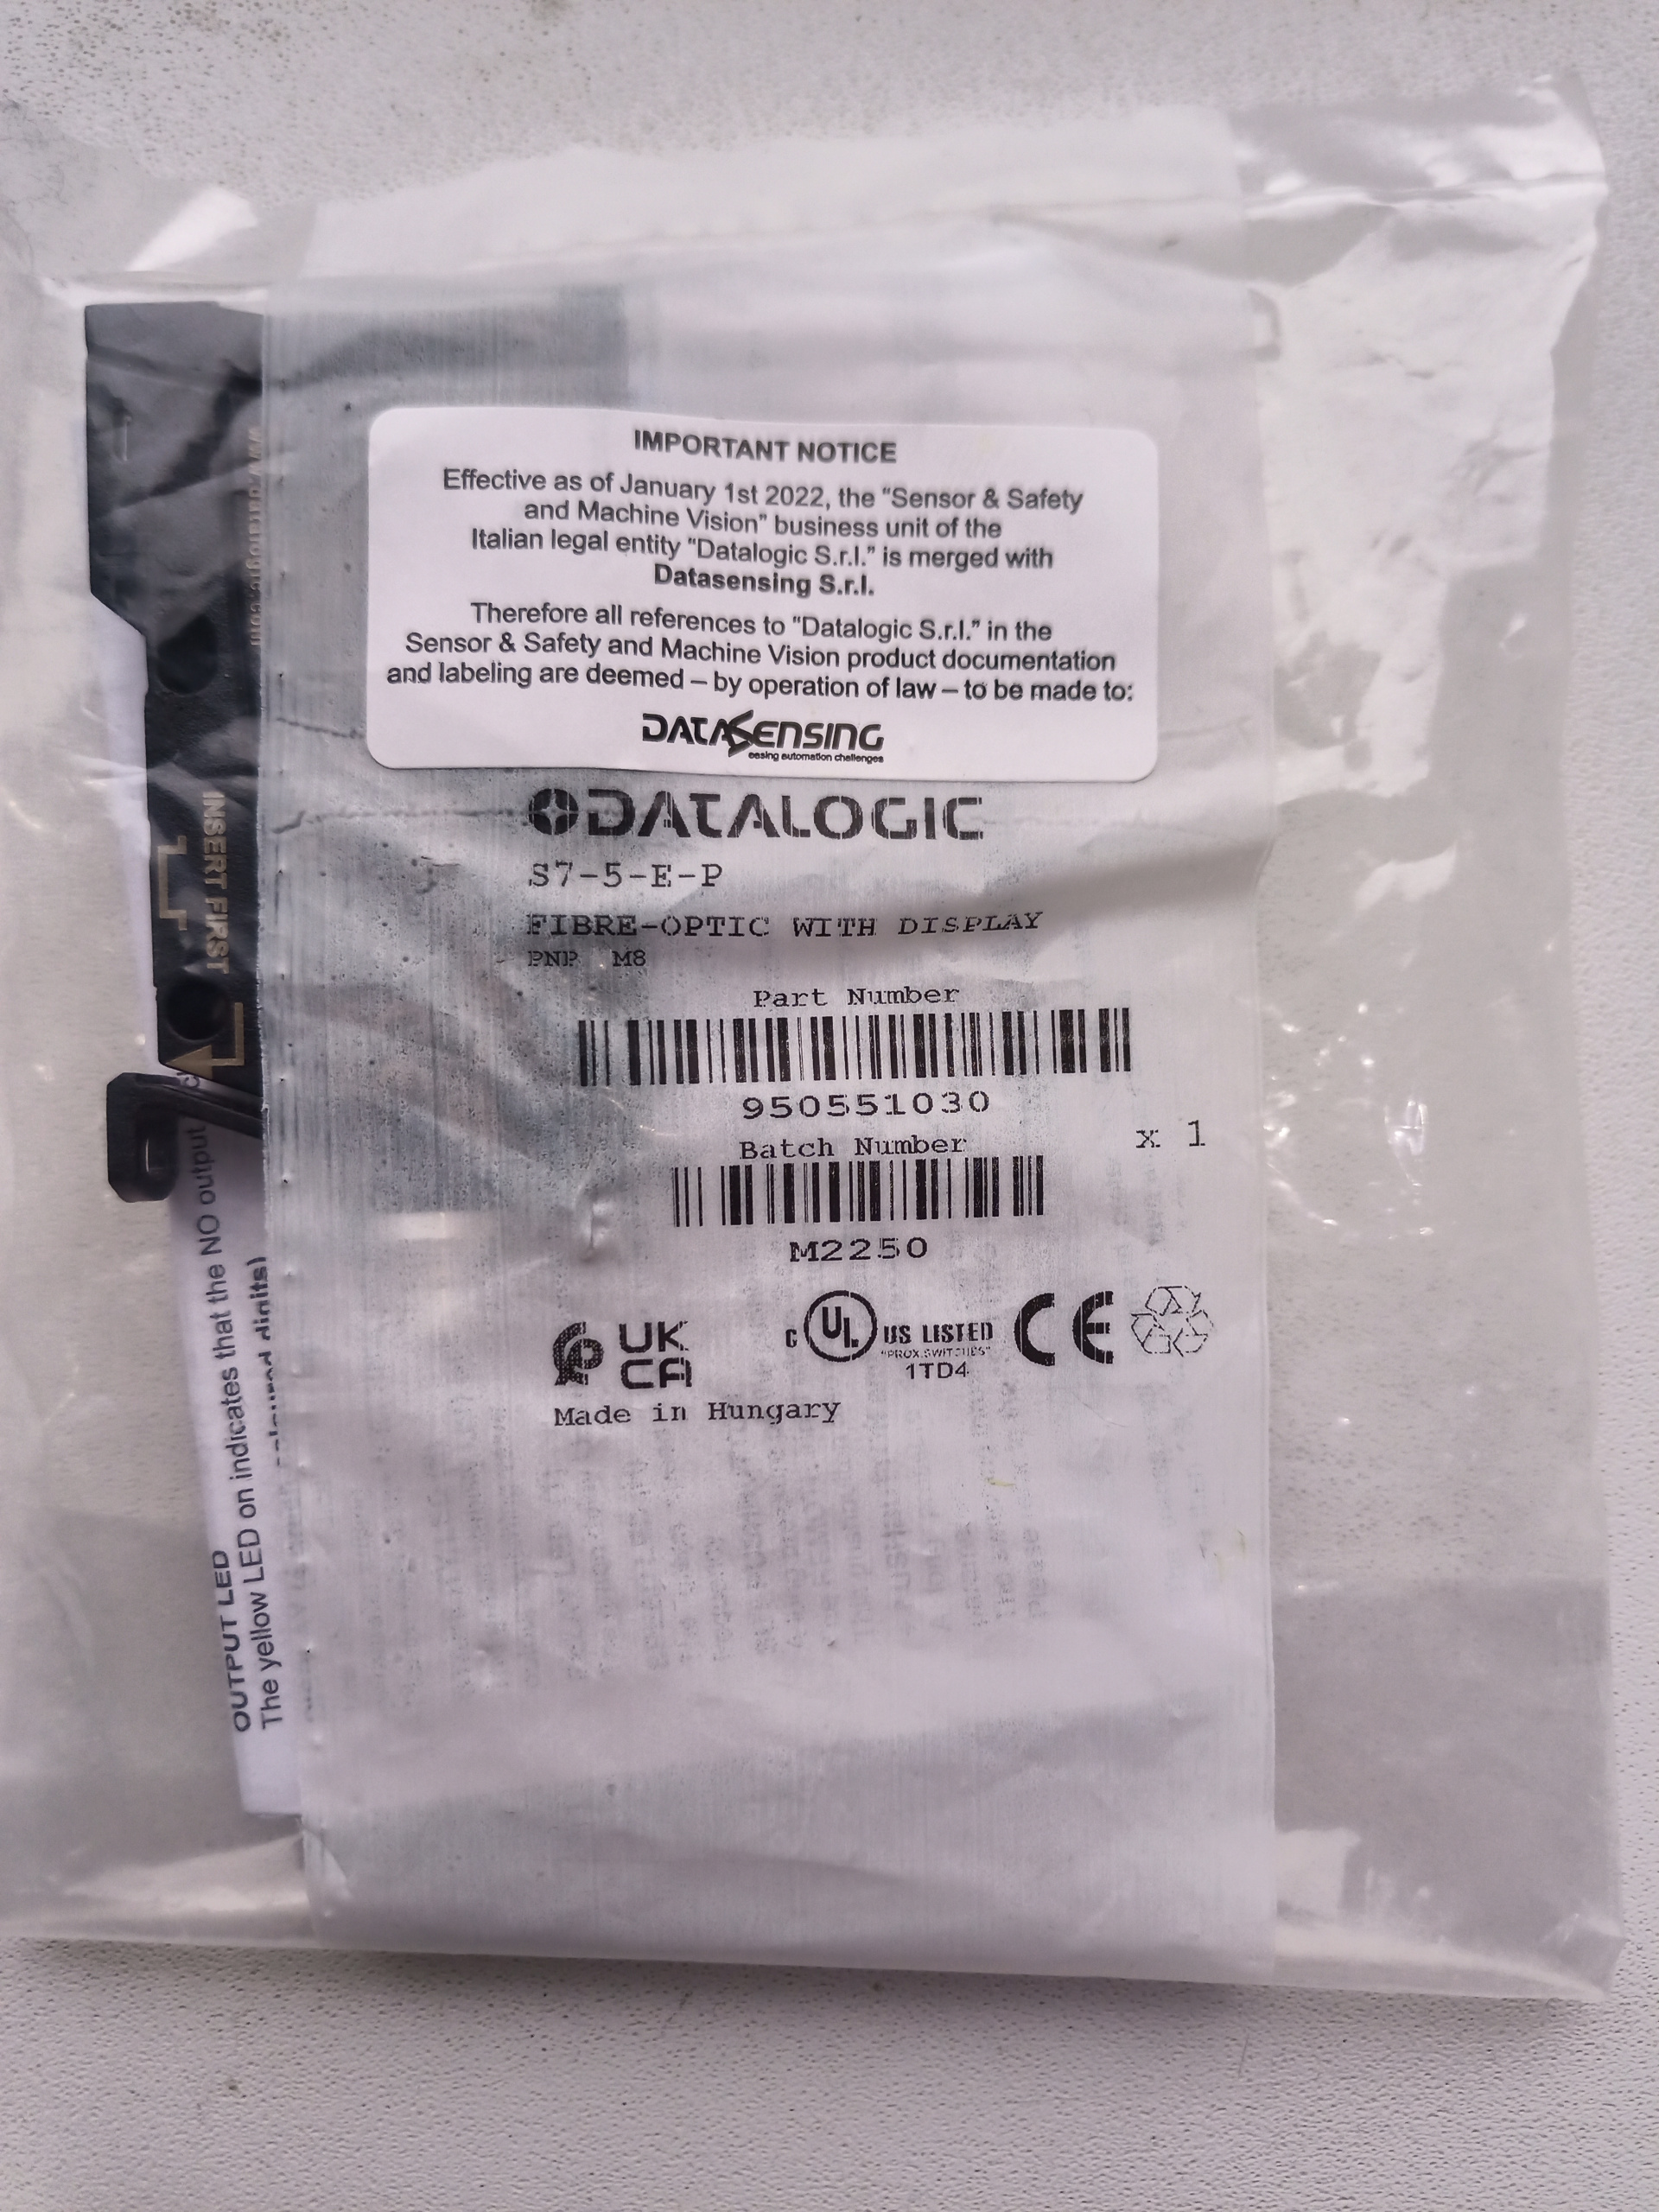 IMPORTANT NOTICE
Effective as of January 1st 2022, the "Sensor & Safety
and Machine Vision" business unit of the
Italian legal entity "Datalogic S.r.l." is merged with
Datasensing S.r.l.
Therefore all references to "Datalogic S.r.l." in the
Sensor & Safety and Machine Vision product documentation
and labeling are deemed – by operation of law – to be made to:
DATASENSING
easing automation challenges
DATALOGIC
S7-5-E-P
FIBRE-OPTIC WITH DISPLAY
PNP M8
Part Number
950551030
Batch Number
x 1
M2250
UK
CA
C UL US LISTED
"PROX.SWITCHES"
1TD4
CE
Made in Hungary
www.datalogic.com
INSERT FIRST
OUTPUT LED
The yellow LED on indicates that the NO output
digits)